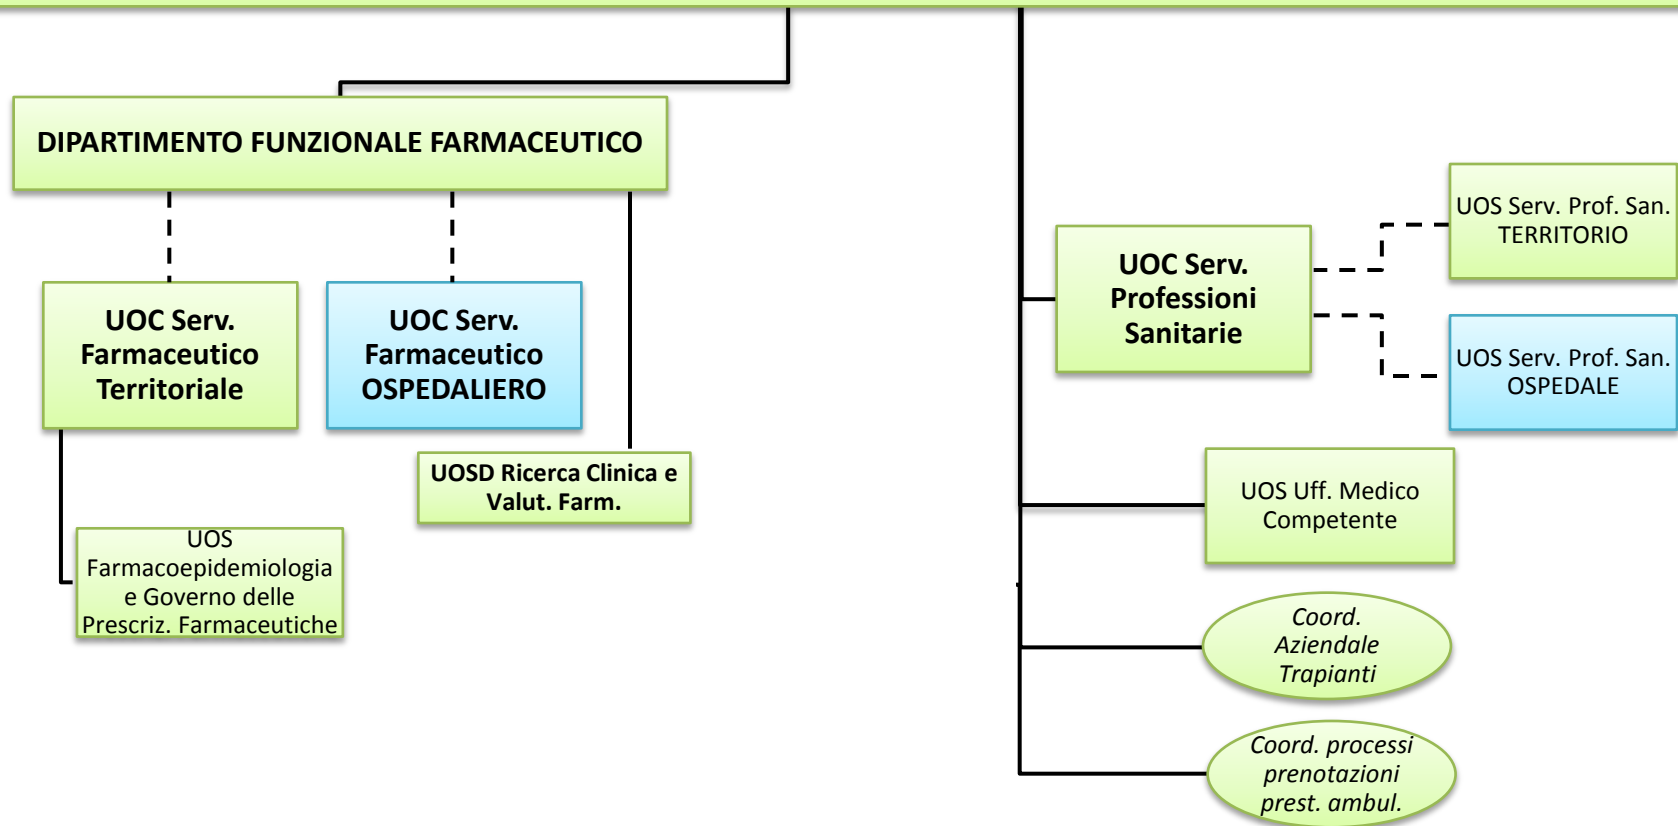 DIPARTIMENTO FUNZIONALE FARMACEUTICO
UOC Serv.
Farmaceutico
Territoriale
UOC Serv.
Farmaceutico
OSPEDALIERO
UOSD Ricerca Clinica e
Valut. Farm.
UOS
Farmacoepidemiologia
e Governo delle
Prescriz. Farmaceutiche
UOC Serv.
Professioni
Sanitarie
UOS Serv. Prof. San.
TERRITORIO
UOS Serv. Prof. San.
OSPEDALE
UOS Uff. Medico
Competente
Coord.
Aziendale
Trapianti
Coord. processi
prenotazioni
prest. ambul.